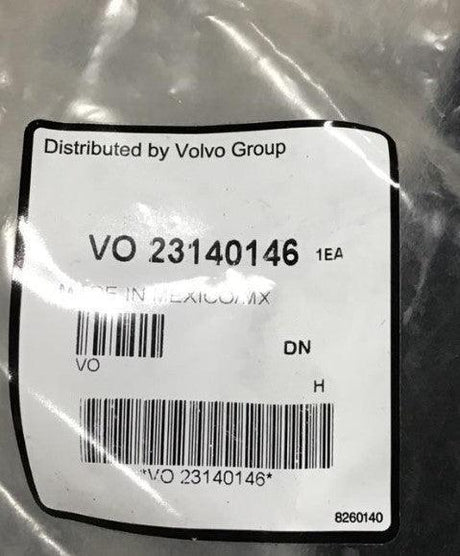 Distributed by Volvo Group
VO 23140146 1EA
MADE IN MEXICO/MX
VO
DN
H
*VO 23140146*
8260140